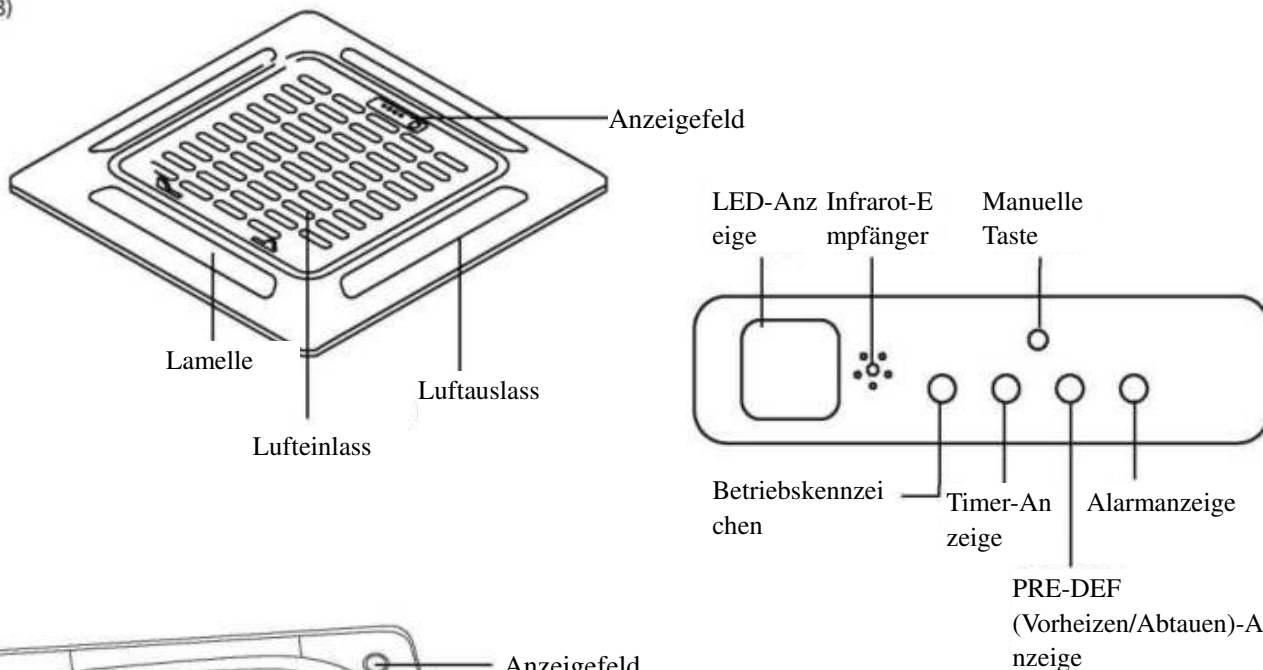 3)
Anzeigefeld
Lamelle
Luftauslass
Lufteinlass
LED-Anz
eige
Infrarot-E
mpfänger
Manuelle
Taste
Betriebskennzei
chen
Timer-An
zeige
Alarmanzeige
PRE-DEF
(Vorheizen/Abtauen)-A
nzeige
Anzeigefeld